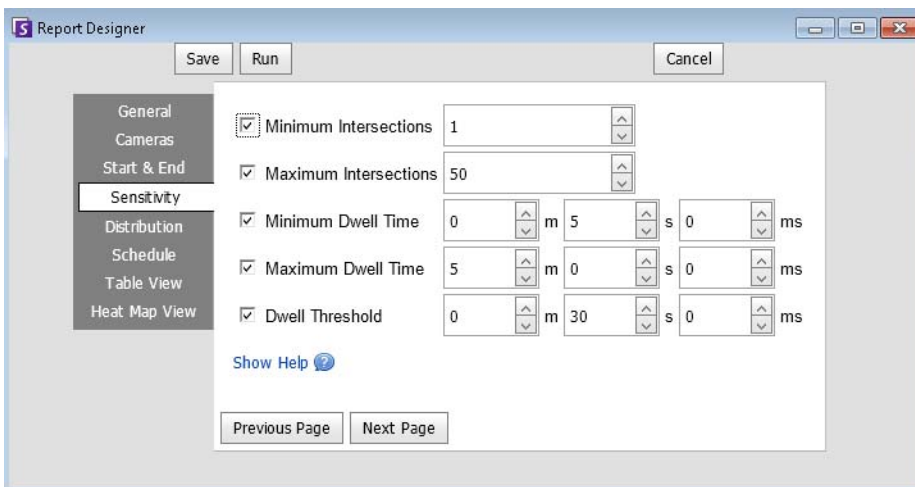 Report Designer
Save Run Cancel
General
Cameras
Start & End
Sensitivity
Distribution
Schedule
Table View
Heat Map View
Minimum Intersections 1
Maximum Intersections 50
Minimum Dwell Time 0 m 5 s 0 ms
Maximum Dwell Time 5 m 0 s 0 ms
Dwell Threshold 0 m 30 s 0 ms
Show Help ?
Previous Page Next Page